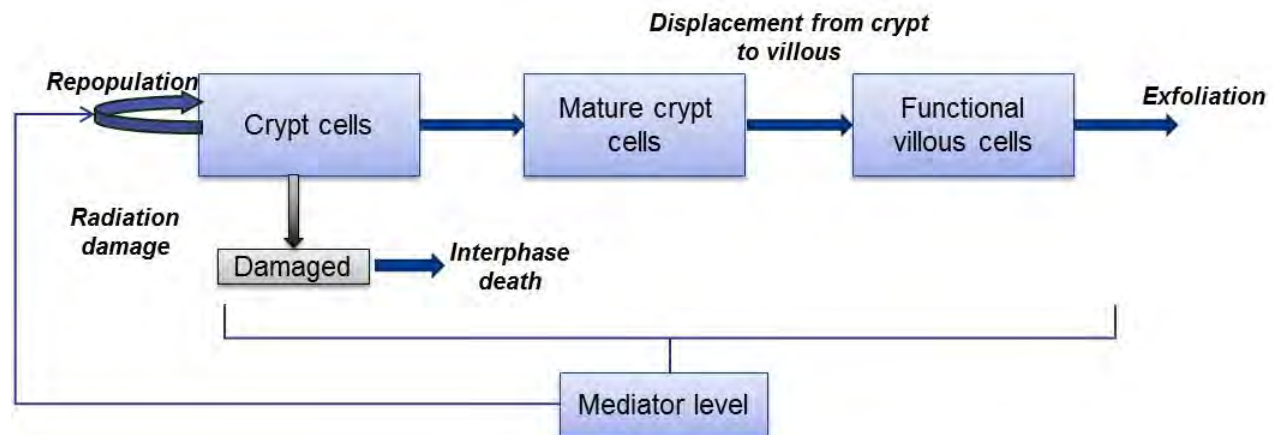 Displacement from crypt
to villous
Repopulation
Crypt cells
Mature crypt
cells
Functional
villous cells
Exfoliation
Radiation
damage
Damaged
Interphase
death
Mediator level